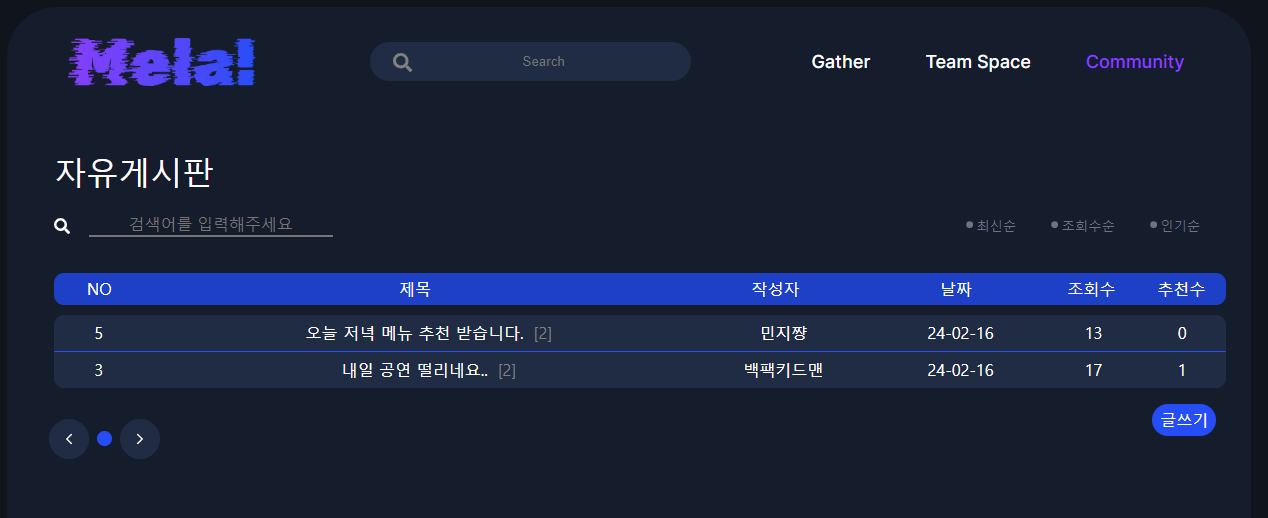 Mela!
Search
Gather Team Space Community
자유게시판
검색어를 입력해주세요
최신순 조회수순 인기순
NO 제목 작성자 날짜 조회수 추천수
5 오늘 저녁 메뉴 추천 받습니다. [2] 민지쨩 24-02-16 13 0
3 내일 공연 떨리네요.. [2] 백팩키드맨 24-02-16 17 1
글쓰기